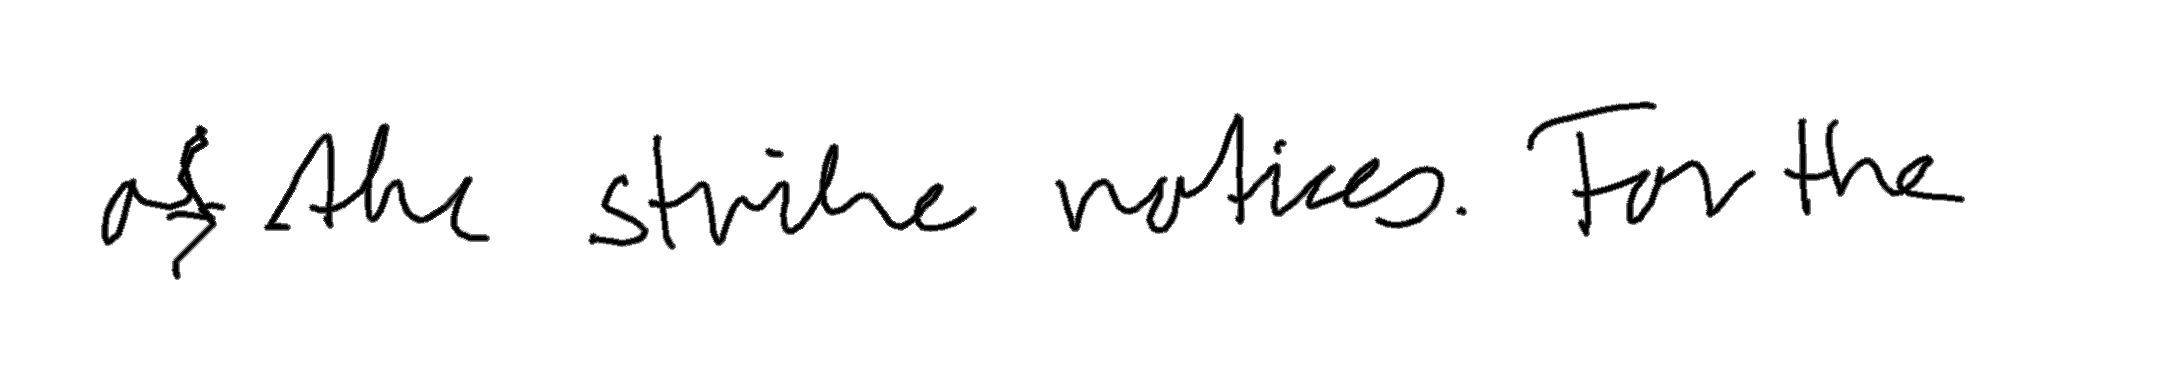 of the strike notices. For the